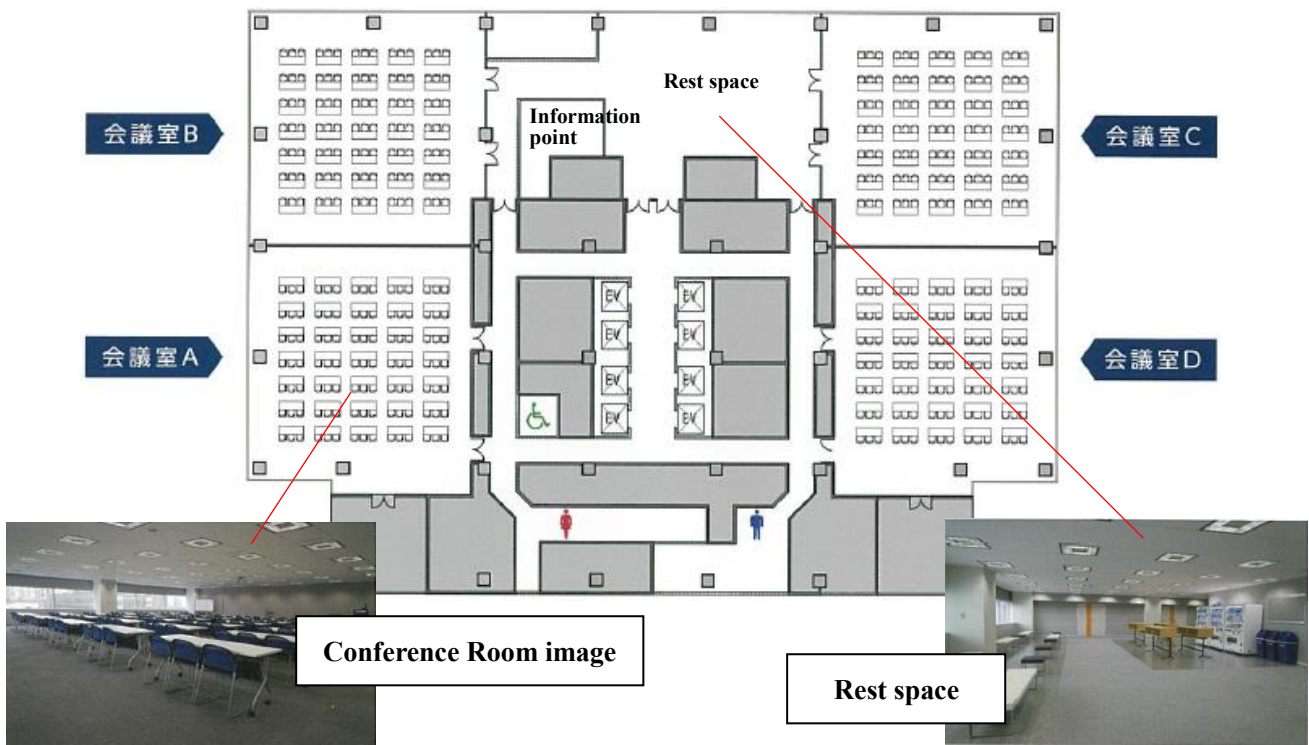 Rest space
Information
point
会議室B
会議室C
会議室A
会議室D
EV
EV
EV
EV
EV
EV
EV
EV
Conference Room image
Rest space